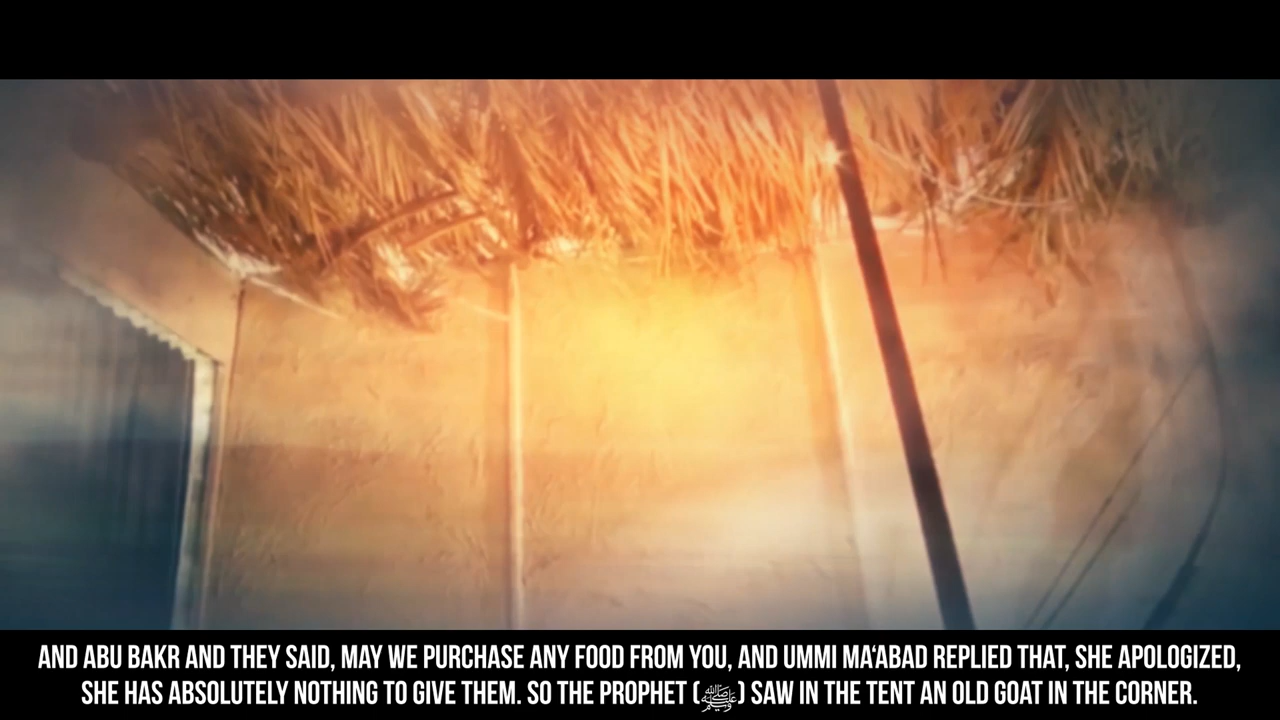 AND ABU BAKR AND THEY SAID, MAY WE PURCHASE ANY FOOD FROM YOU, AND UMMI MA‘ABAD REPLIED THAT, SHE APOLOGIZED,
SHE HAS ABSOLUTELY NOTHING TO GIVE THEM. SO THE PROPHET (ﷺ) SAW IN THE TENT AN OLD GOAT IN THE CORNER.